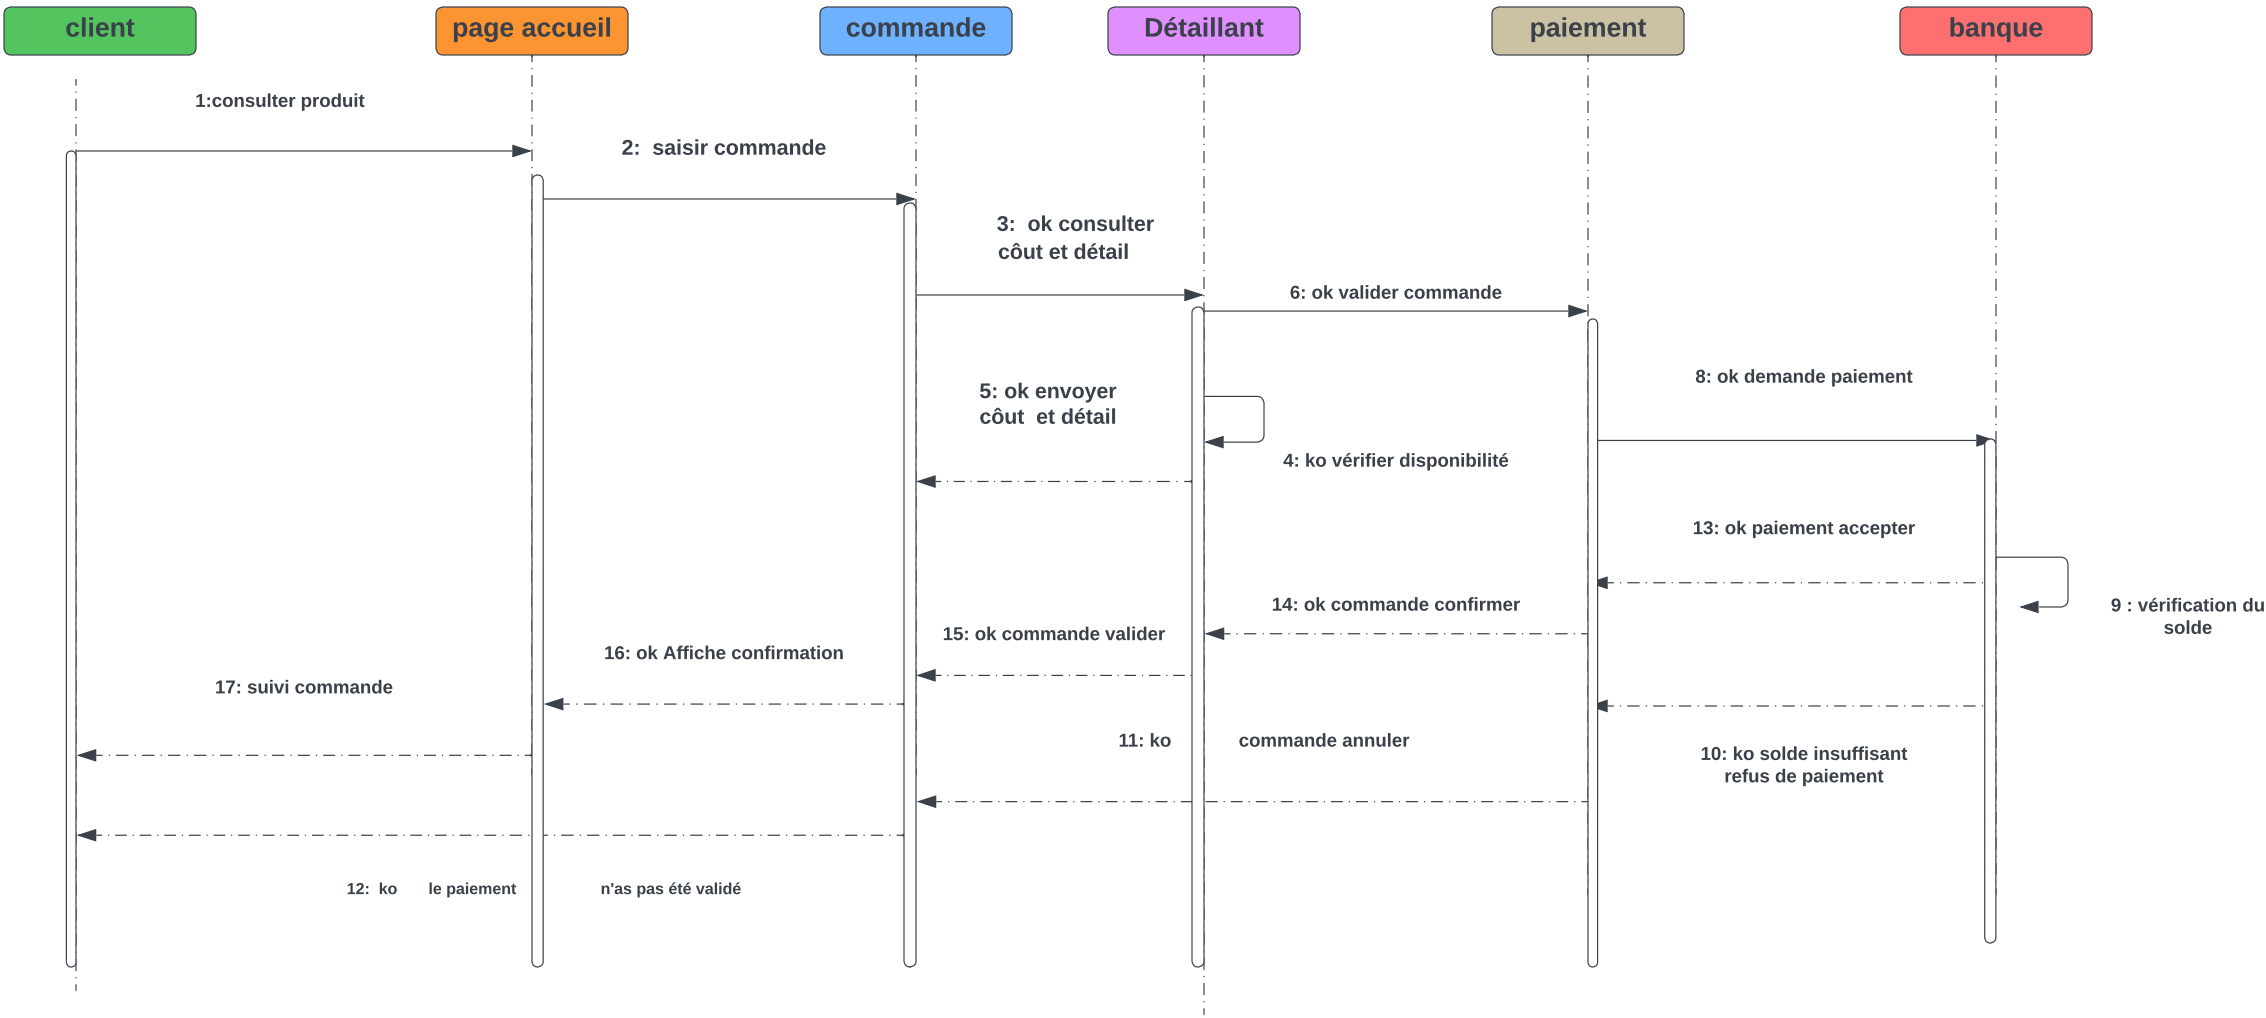 client
page accueil
commande
Détaillant
paiement
banque
1:consulter produit
2:  saisir commande
3:  ok consulter
côut et détail
6: ok valider commande
8: ok demande paiement
5: ok envoyer
côut  et détail
4: ko vérifier disponibilité
13: ok paiement accepter
9 : vérification du
solde
14: ok commande confirmer
15: ok commande valider
16: ok Affiche confirmation
17: suivi commande
11: ko commande annuler
10: ko solde insuffisant
refus de paiement
12:  ko le paiement n'as pas été validé